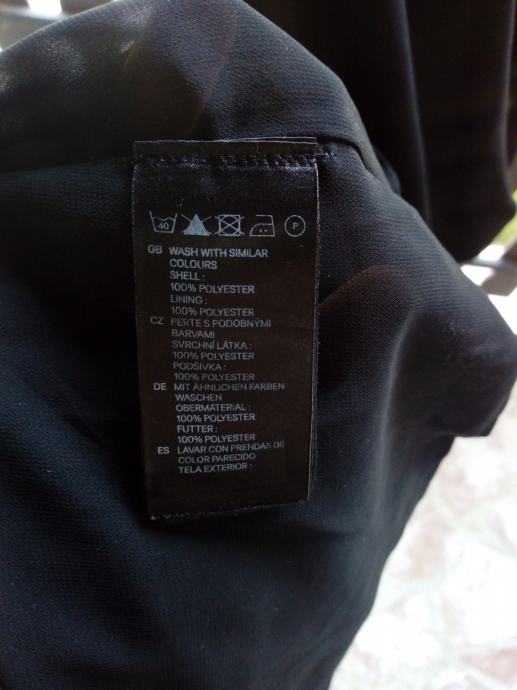 40 P
GB WASH WITH SIMILAR
COLOURS
SHELL :
100% POLYESTER
LINING :
100% POLYESTER
CZ PERTE S PODOBNÝMI
BARVAMI
SVRCHNÍ LÁTKA :
100% POLYESTER
PODŠÍVKA :
100% POLYESTER
DE MIT ÄHNLICHEN FARBEN
WASCHEN
OBERMATERIAL :
100% POLYESTER
FUTTER :
100% POLYESTER
ES LAVAR CON PRENDAS DE
COLOR PARECIDO
TELA EXTERIOR :